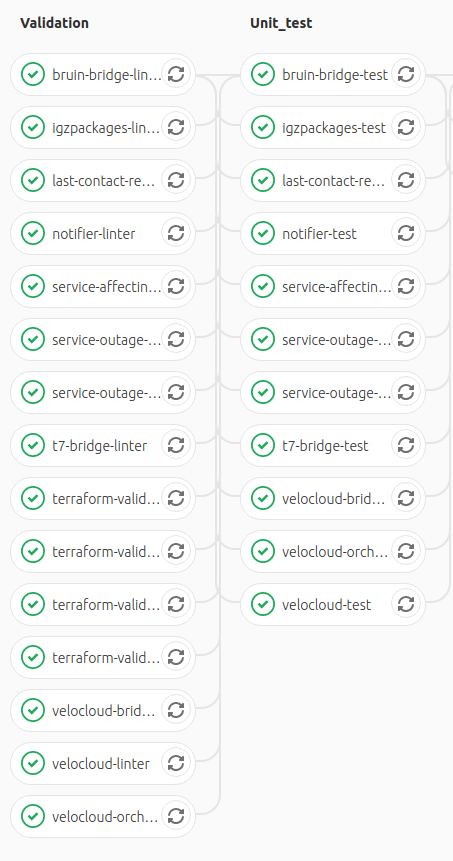 Validation
bruin-bridge-lin...
igzpackages-lin...
last-contact-re...
notifier-linter
service-affectin...
service-outage-...
service-outage-...
t7-bridge-linter
terraform-valid...
terraform-valid...
terraform-valid...
terraform-valid...
velocloud-brid...
velocloud-linter
velocloud-orch...
Unit_test
bruin-bridge-test
igzpackages-test
last-contact-re...
notifier-test
service-affectin...
service-outage-...
service-outage-...
t7-bridge-test
velocloud-brid...
velocloud-orch...
velocloud-test